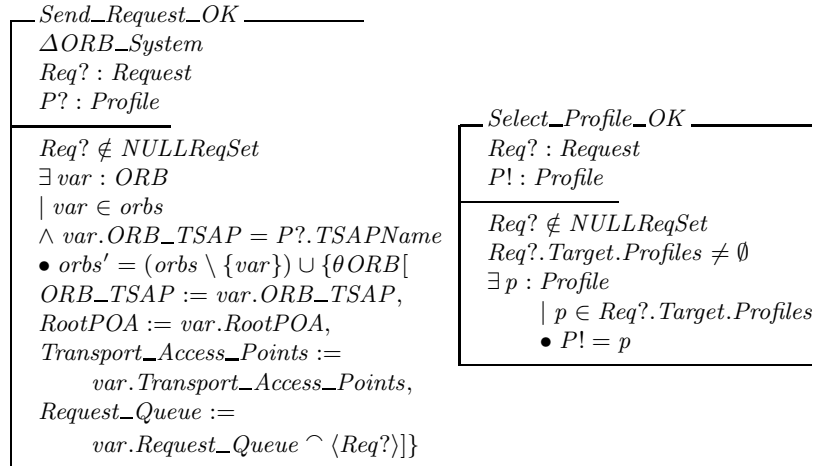 Send_Request_OK
ΔORB_System
Req? : Request
P? : Profile
Req? ∉ NULLReqSet
∃ var : ORB
| var ∈ orbs
∧ var.ORB_TSAP = P?.TSAPName
• orbs′ = (orbs \ {var}) ∪ {θORB[
ORB_TSAP := var.ORB_TSAP,
RootPOA := var.RootPOA,
Transport_Access_Points :=
var.Transport_Access_Points,
Request_Queue :=
var.Request_Queue ⌢ ⟨Req?⟩]}
Select_Profile_OK
Req? : Request
P! : Profile
Req? ∉ NULLReqSet
Req?.Target.Profiles ≠ ∅
∃ p : Profile
| p ∈ Req?.Target.Profiles
• P! = p